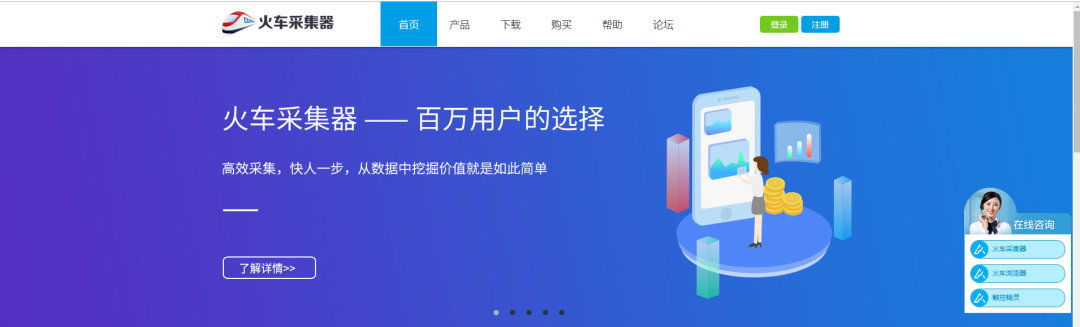 火车采集器
首页 产品 下载 购买 帮助 论坛
登录 注册
火车采集器 —— 百万用户的选择
高效采集，快人一步，从数据中挖掘价值就是如此简单
了解详情>>
在线咨询
火车采集器
火车浏览器
触控精灵